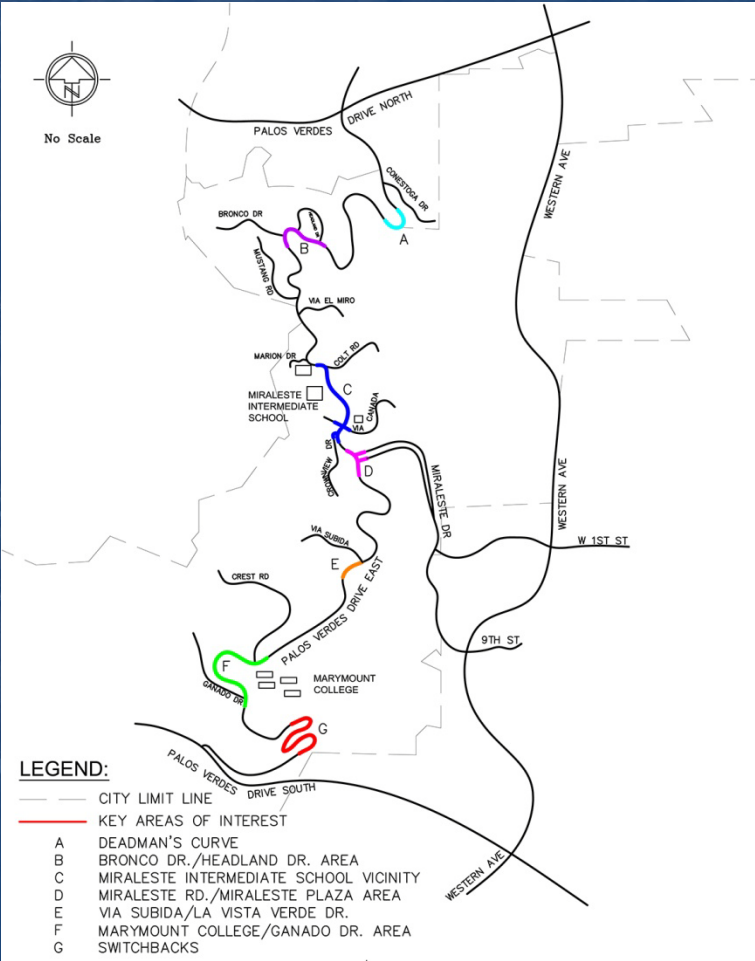 N
No Scale
PALOS VERDES DRIVE NORTH
CONESTOGA DR
WESTERN AVE
BRONCO DR
HEADLAND DR
A
B
MUSTANG RD
VIA EL MIRO
MARION DR
COLT RD
C
MIRALESTE
INTERMEDIATE
SCHOOL
VIA CANADA
CROWNVIEW DR
D
MIRALESTE DR
WESTERN AVE
W 1ST ST
VIA SUBIDA
E
CREST RD
PALOS VERDES DRIVE EAST
9TH ST
F
MARYMOUNT
COLLEGE
GANADO DR
G
PALOS VERDES DRIVE SOUTH
WESTERN AVE
LEGEND:
CITY LIMIT LINE
KEY AREAS OF INTEREST
A DEADMAN'S CURVE
B BRONCO DR./HEADLAND DR. AREA
C MIRALESTE INTERMEDIATE SCHOOL VICINITY
D MIRALESTE RD./MIRALESTE PLAZA AREA
E VIA SUBIDA/LA VISTA VERDE DR.
F MARYMOUNT COLLEGE/GANADO DR. AREA
G SWITCHBACKS